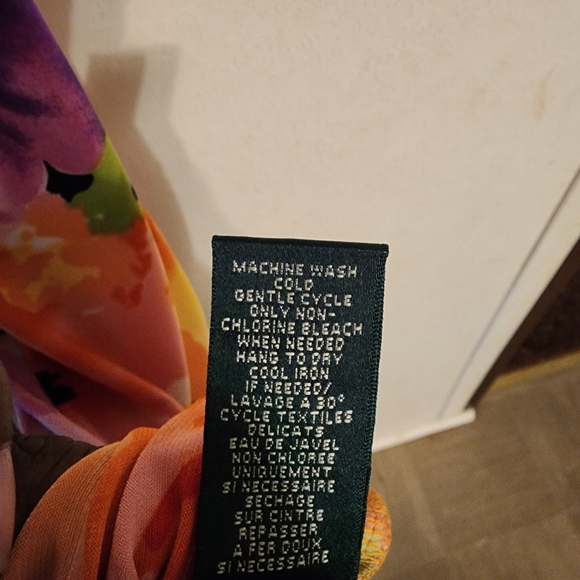 MACHINE WASH
COLD
GENTLE CYCLE
ONLY NON-
CHLORINE BLEACH
WHEN NEEDED
HANG TO DRY
COOL IRON
IF NEEDED/
LAVAGE A 30°
CYCLE TEXTILES
DELICATS
EAU DE JAVEL
NON CHLOREE
UNIQUEMENT
SI NECESSAIRE
SECHAGE
SUR CINTRE
REPASSER
A FER DOUX
SI NECESSAIRE